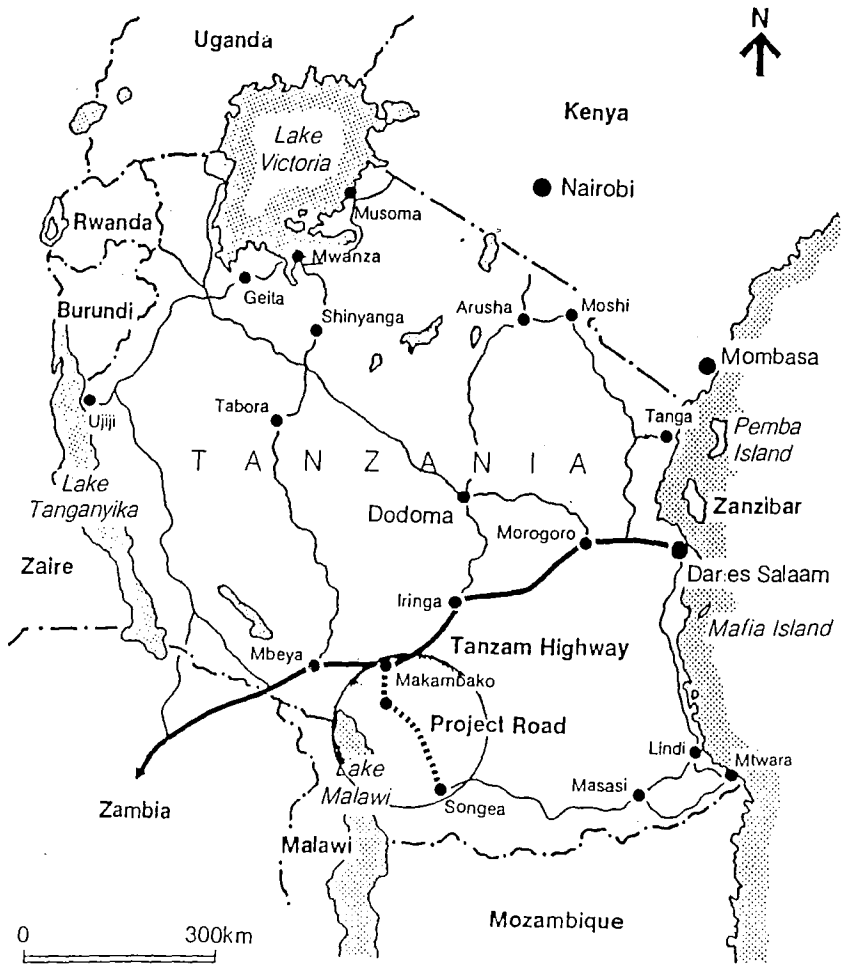 N
Uganda
Kenya
Lake
Victoria
Nairobi
Musoma
Rwanda
Mwanza
Geita
Burundi
Shinyanga
Arusha
Moshi
Mombasa
Ujiji
Tabora
Tanga
Pemba
Island
TANZANIA
Lake
Tanganyika
Dodoma
Zanzibar
Morogoro
Zaire
Dar es Salaam
Iringa
Mafia Island
Tanzam Highway
Mbeya
Makambako
Project Road
Lindi
Mtwara
Lake
Malawi
Masasi
Songea
Zambia
Malawi
Mozambique
0 300km